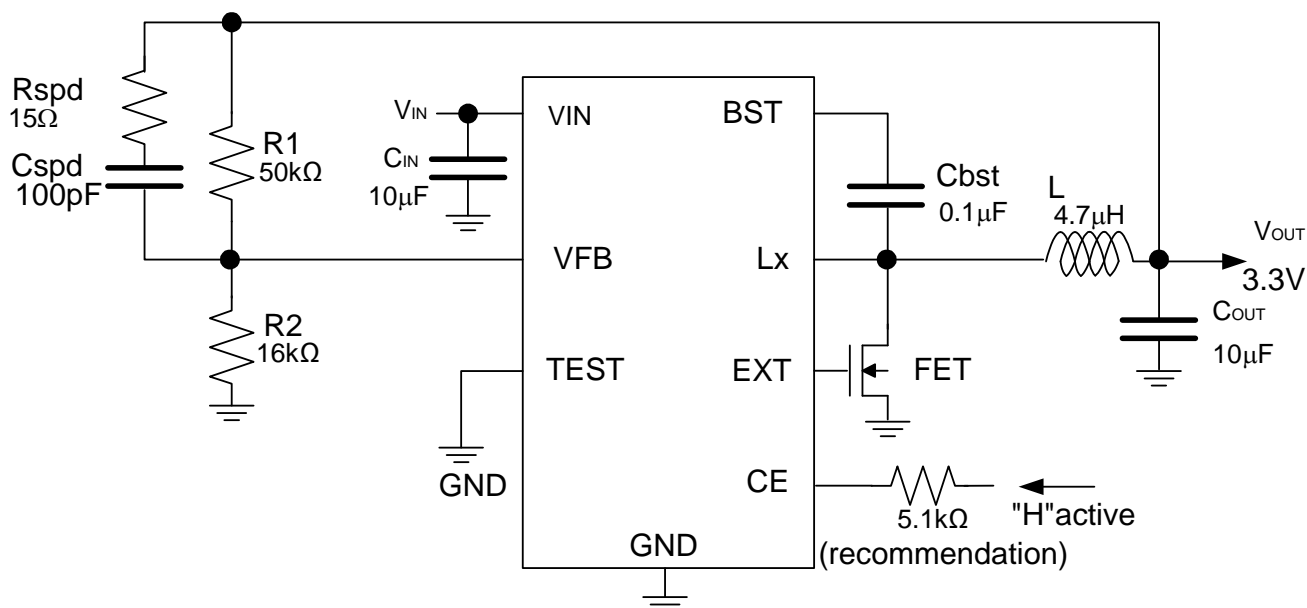 Rspd
15Ω
Cspd
100pF
R1
50kΩ
R2
16kΩ
VIN
CIN
10μF
VIN
VFB
TEST
GND
GND
BST
Lx
EXT
CE
Cbst
0.1μF
L
4.7μH
VOUT
3.3V
COUT
10μF
FET
5.1kΩ
(recommendation)
"H"active